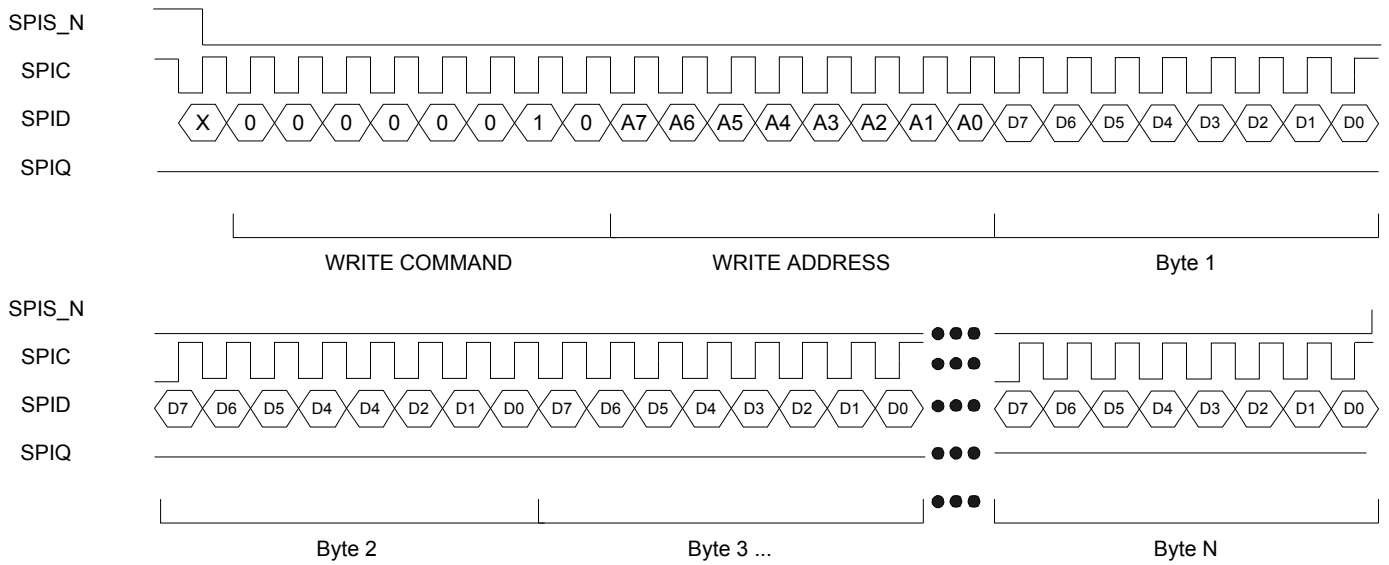 SPIS_N
SPIC
SPID X 0 0 0 0 0 0 1 0 A7 A6 A5 A4 A3 A2 A1 A0 D7 D6 D5 D4 D3 D2 D1 D0
SPIQ
WRITE COMMAND WRITE ADDRESS Byte 1
SPIS_N
SPIC
SPID D7 D6 D5 D4 D4 D2 D1 D0 D7 D6 D5 D4 D3 D2 D1 D0 D7 D6 D5 D4 D3 D2 D1 D0
SPIQ
Byte 2 Byte 3 ... Byte N